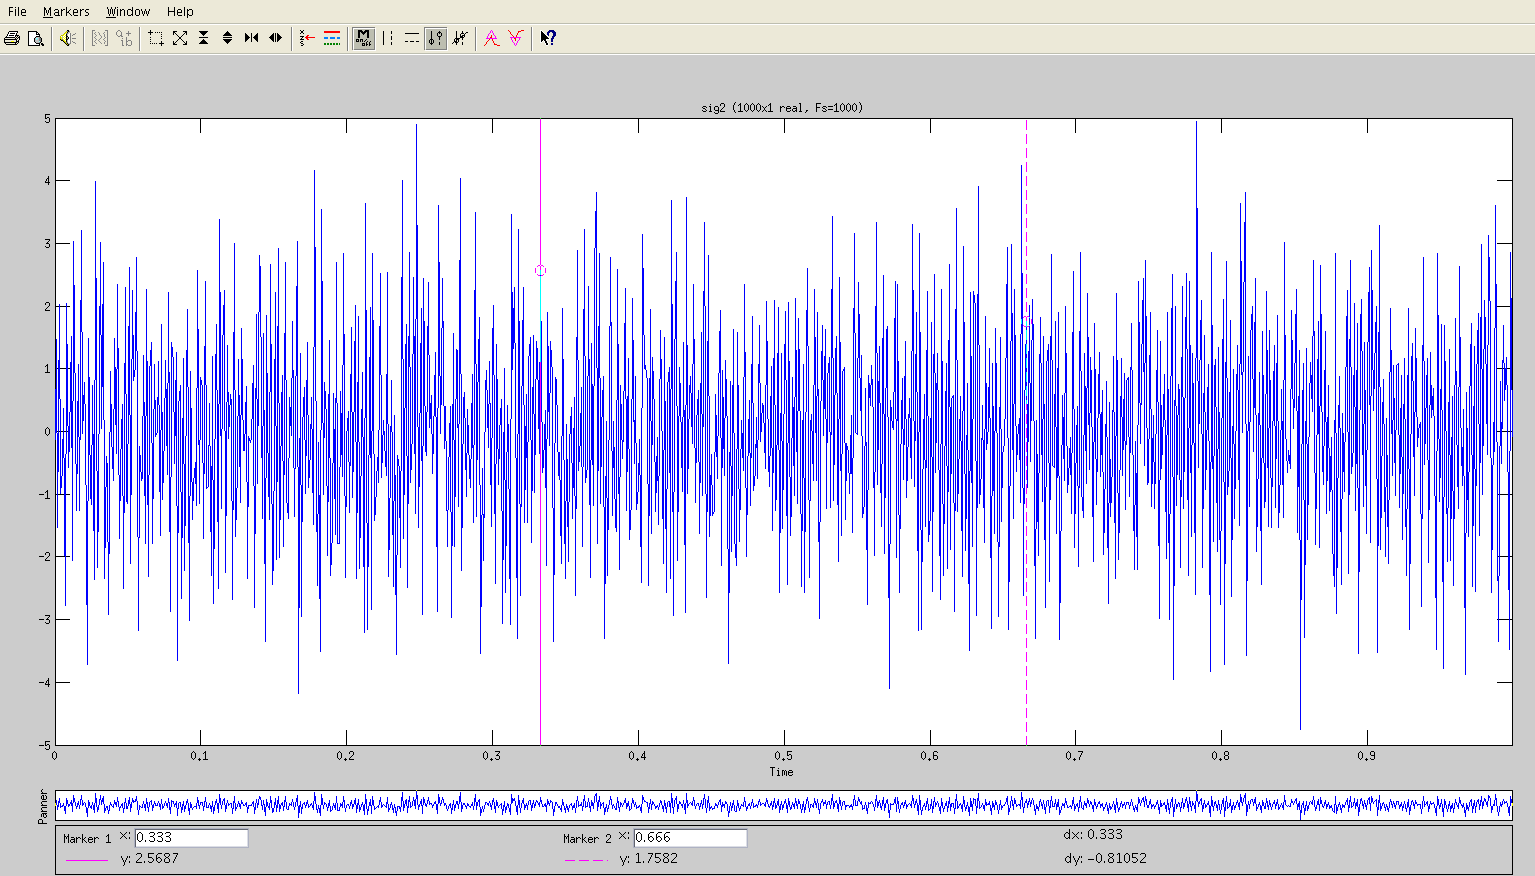 File Markers Window Help
M on/off
sig2 (1000x1 real, Fs=1000)
5
4
3
2
1
0
-1
-2
-3
-4
-5
0 0.1 0.2 0.3 0.4 0.5 0.6 0.7 0.8 0.9
Time
Panner
Marker 1 x: 0.333 Marker 2 x: 0.666 dx: 0.333
y: 2.5687 y: 1.7582 dy: -0.81052